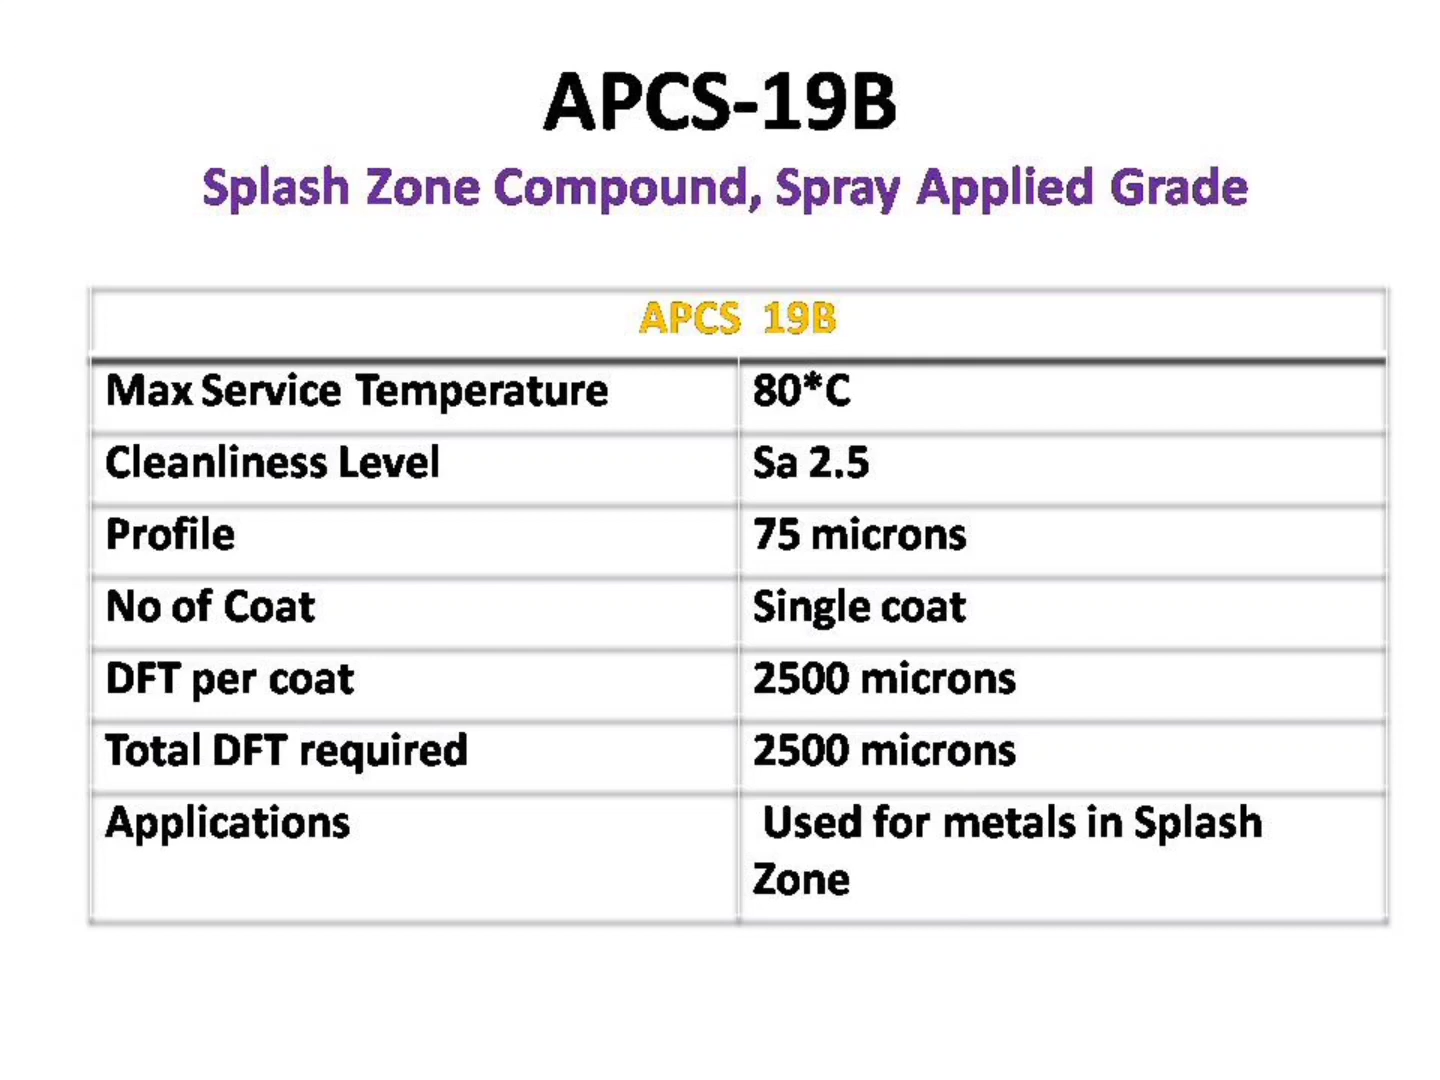 APCS-19B
Splash Zone Compound, Spray Applied Grade
APCS 19B
Max Service Temperature 80*C
Cleanliness Level Sa 2.5
Profile 75 microns
No of Coat Single coat
DFT per coat 2500 microns
Total DFT required 2500 microns
Applications Used for metals in Splash
Zone